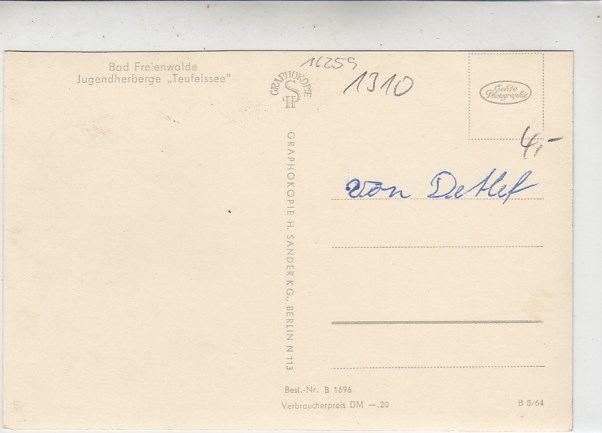 Bad Freienwalde
Jugendherberge „Teufelssee"
16259
1310
GRAPHOKOPIE
H S
Echte
Photographie
4,-
von Detlef
GRAPHOKOPIE H. SANDER KG., BERLIN N 113
Best.-Nr. B 1696
Verbraucherpreis DM —.20
B 8/64